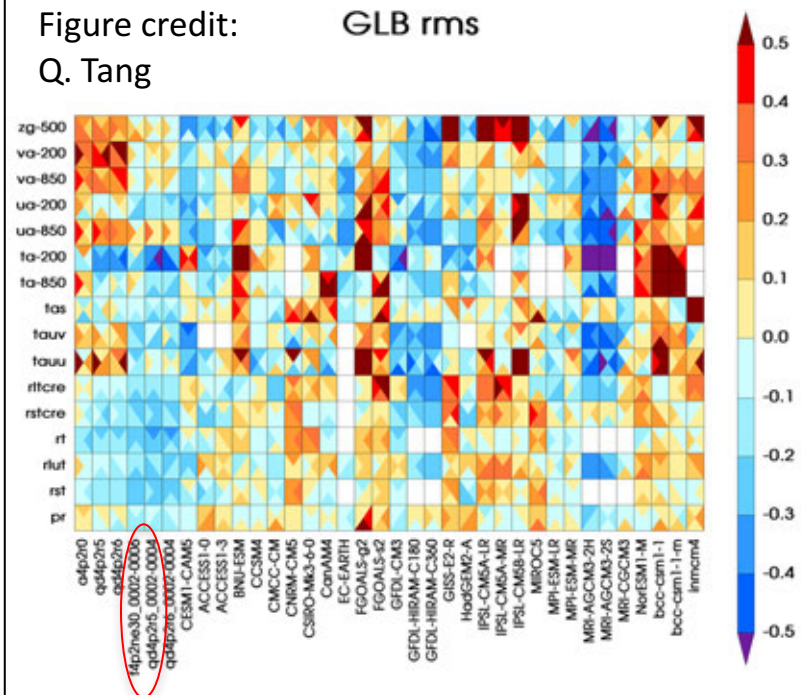 Figure credit:
Q. Tang
GLB rms
zg-500
va-200
va-850
ua-200
ua-850
ta-200
ta-850
tas
tauv
tauu
rltcre
rstcre
rt
rlut
rst
pr
0.5
0.4
0.3
0.2
0.1
0.0
-0.1
-0.2
-0.3
-0.4
-0.5
a4p2r0
qd4p2r5
qd4p2r6
f4p2ne30_0002-0006
qd4p2r5_0002-0004
qd4p2r6_0002-0004
CESM1-CAM5
ACCESS1-0
ACCESS1-3
BNU-ESM
CCSM4
CMCC-CM
CNRM-CM5
CSIRO-Mk3-6-0
CanAM4
EC-EARTH
FGOALS-g2
FGOALS-s2
GFDL-CM3
GFDL-HIRAM-C180
GFDL-HIRAM-C360
GISS-E2-R
HadGEM2-A
IPSL-CM5A-LR
IPSL-CM5A-MR
IPSL-CM5B-LR
MIROC5
MPI-ESM-LR
MPI-ESM-MR
MRI-AGCM3-2H
MRI-AGCM3-2S
MRI-CGCM3
NorESM1-M
bcc-csm1-1
bcc-csm1-1-m
inmcm4